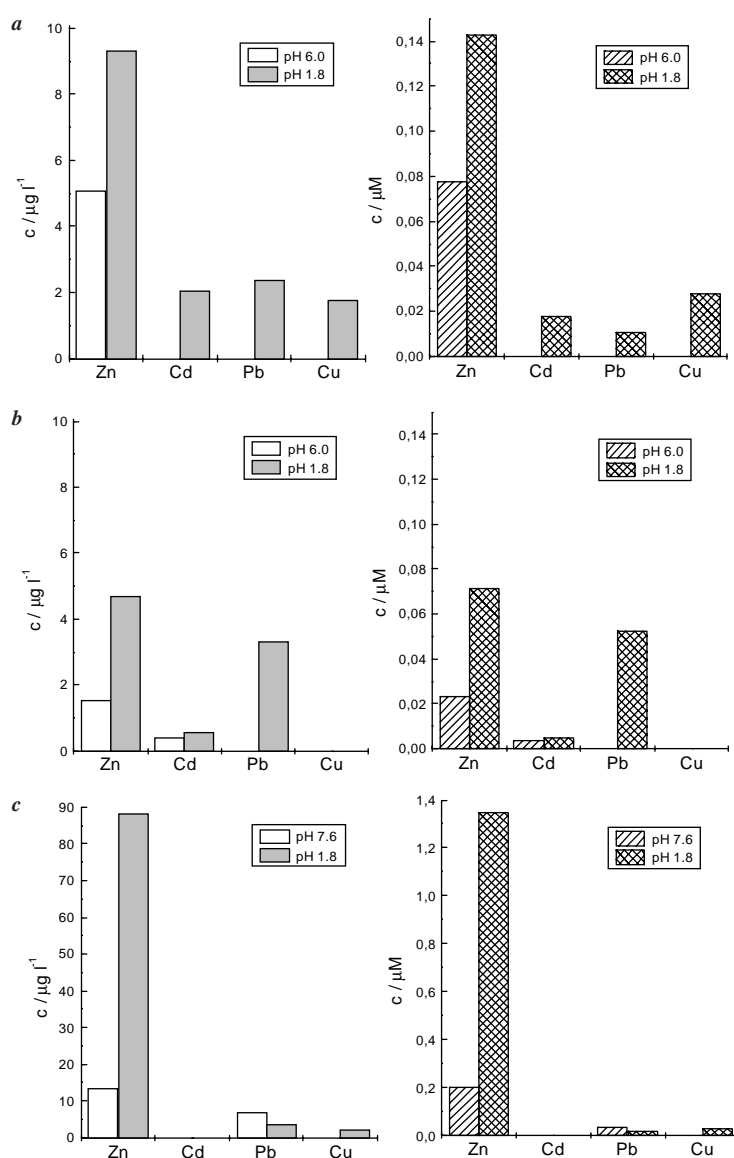 a
10
8
6
4
2
0
c / µg l-1
pH 6.0
pH 1.8
Zn Cd Pb Cu
0,14
0,12
0,10
0,08
0,06
0,04
0,02
0,00
c / µM
pH 6.0
pH 1.8
Zn Cd Pb Cu
b
10
8
6
4
2
0
c / µg l-1
pH 6.0
pH 1.8
Zn Cd Pb Cu
0,14
0,12
0,10
0,08
0,06
0,04
0,02
0,00
c / µM
pH 6.0
pH 1.8
Zn Cd Pb Cu
c
90
80
70
60
50
40
30
20
10
0
c / µg l-1
pH 7.6
pH 1.8
Zn Cd Pb Cu
1,4
1,2
1,0
0,8
0,6
0,4
0,2
0,0
c / µM
pH 7.6
pH 1.8
Zn Cd Pb Cu